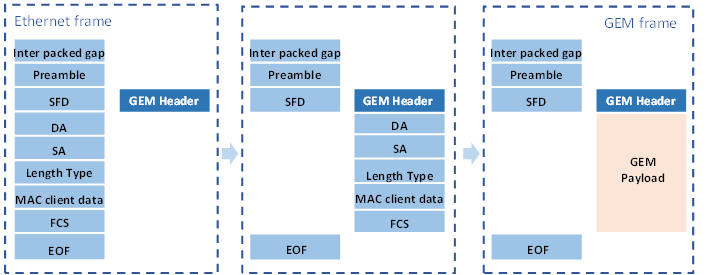 Ethernet frame
Inter packed gap
Preamble
SFD
GEM Header
DA
SA
Length Type
MAC client data
FCS
EOF
Inter packed gap
Preamble
SFD
GEM Header
DA
SA
Length Type
MAC client data
FCS
EOF
GEM frame
Inter packed gap
Preamble
SFD
GEM Header
GEM
Payload
EOF